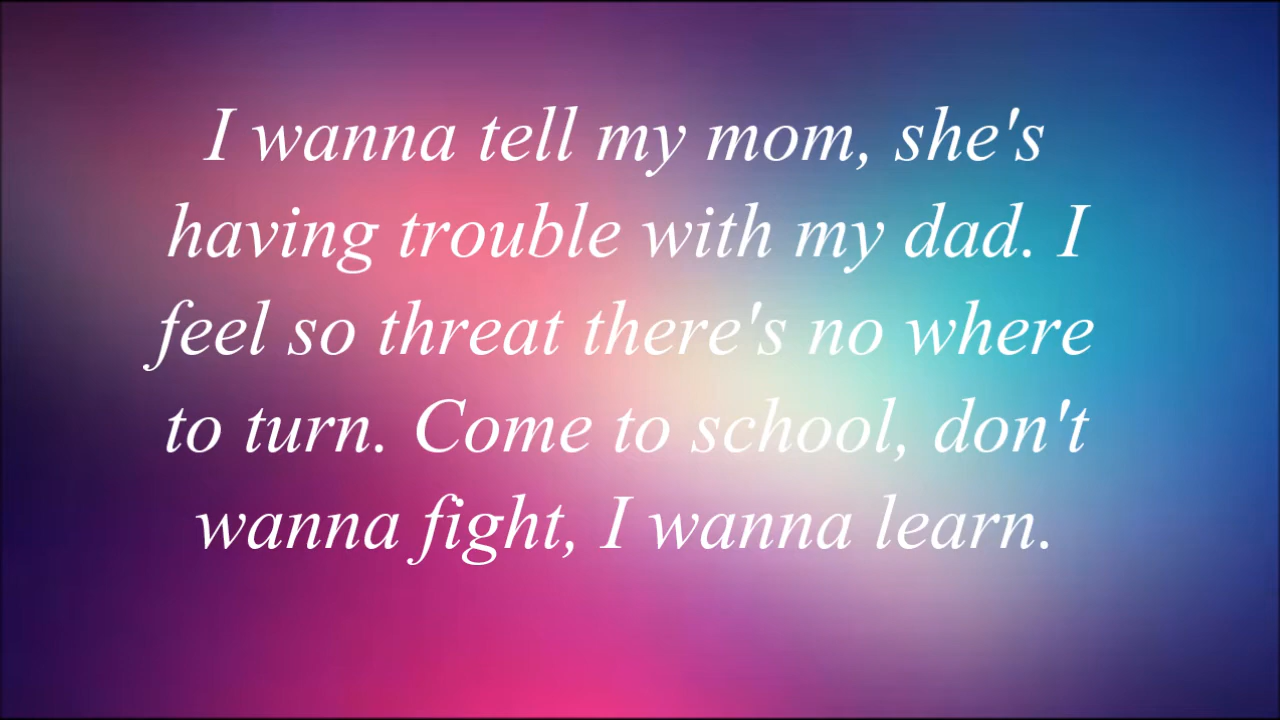 I wanna tell my mom, she's
having trouble with my dad. I
feel so threat there's no where
to turn. Come to school, don't
wanna fight, I wanna learn.